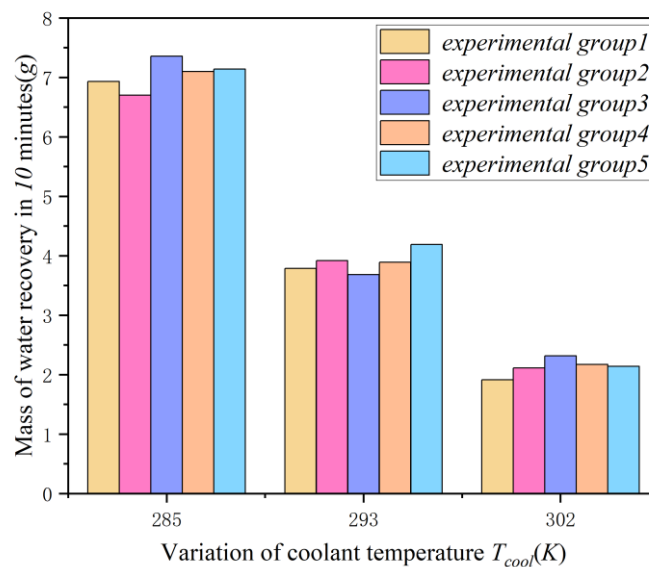 8
7
6
5
4
3
2
1
0
Mass of water recovery in 10 minutes(g)
experimental group1
experimental group2
experimental group3
experimental group4
experimental group5
285
293
302
Variation of coolant temperature T_cool(K)